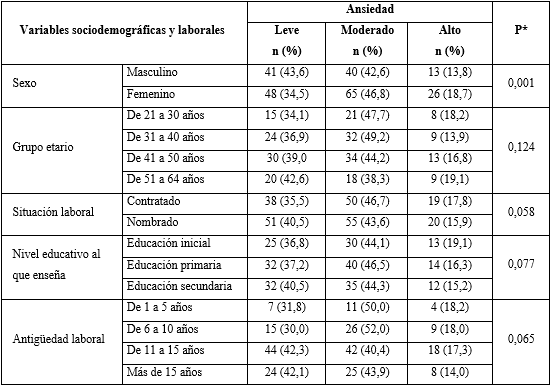 Variables sociodemográficas y laborales Ansiedad P*
Leve Moderado Alto
n (%) n (%) n (%)
Sexo Masculino 41 (43,6) 40 (42,6) 13 (13,8) 0,001
Femenino 48 (34,5) 65 (46,8) 26 (18,7)
Grupo etario De 21 a 30 años 15 (34,1) 21 (47,7) 8 (18,2) 0,124
De 31 a 40 años 24 (36,9) 32 (49,2) 9 (13,9)
De 41 a 50 años 30 (39,0 34 (44,2) 13 (16,8)
De 51 a 64 años 20 (42,6) 18 (38,3) 9 (19,1)
Situación laboral Contratado 38 (35,5) 50 (46,7) 19 (17,8) 0,058
Nombrado 51 (40,5) 55 (43,6) 20 (15,9)
Nivel educativo al que enseña Educación inicial 25 (36,8) 30 (44,1) 13 (19,1) 0,077
Educación primaria 32 (37,2) 40 (46,5) 14 (16,3)
Educación secundaria 32 (40,5) 35 (44,3) 12 (15,2)
Antigüedad laboral De 1 a 5 años 7 (31,8) 11 (50,0) 4 (18,2) 0,065
De 6 a 10 años 15 (30,0) 26 (52,0) 9 (18,0)
De 11 a 15 años 44 (42,3) 42 (40,4) 18 (17,3)
Más de 15 años 24 (42,1) 25 (43,9) 8 (14,0)